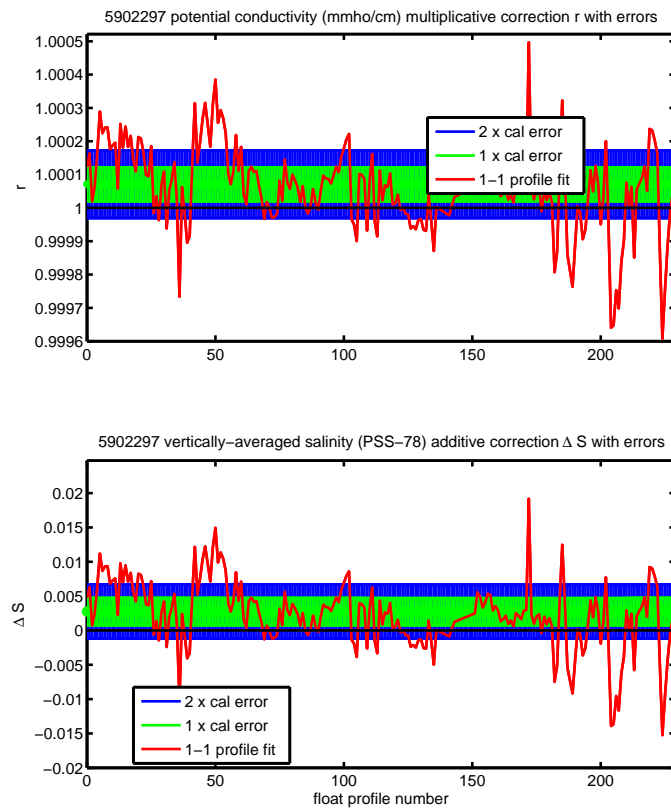 5902297 potential conductivity (mmho/cm) multiplicative correction r with errors
1.0005
1.0004
1.0003
1.0002
1.0001
1
0.9999
0.9998
0.9997
0.9996
r
2 x cal error
1 x cal error
1−1 profile fit
0
50
100
150
200
5902297 vertically−averaged salinity (PSS−78) additive correction Δ S with errors
0.02
0.015
0.01
0.005
0
−0.005
−0.01
−0.015
−0.02
Δ S
2 x cal error
1 x cal error
1−1 profile fit
0
50
100
150
200
float profile number